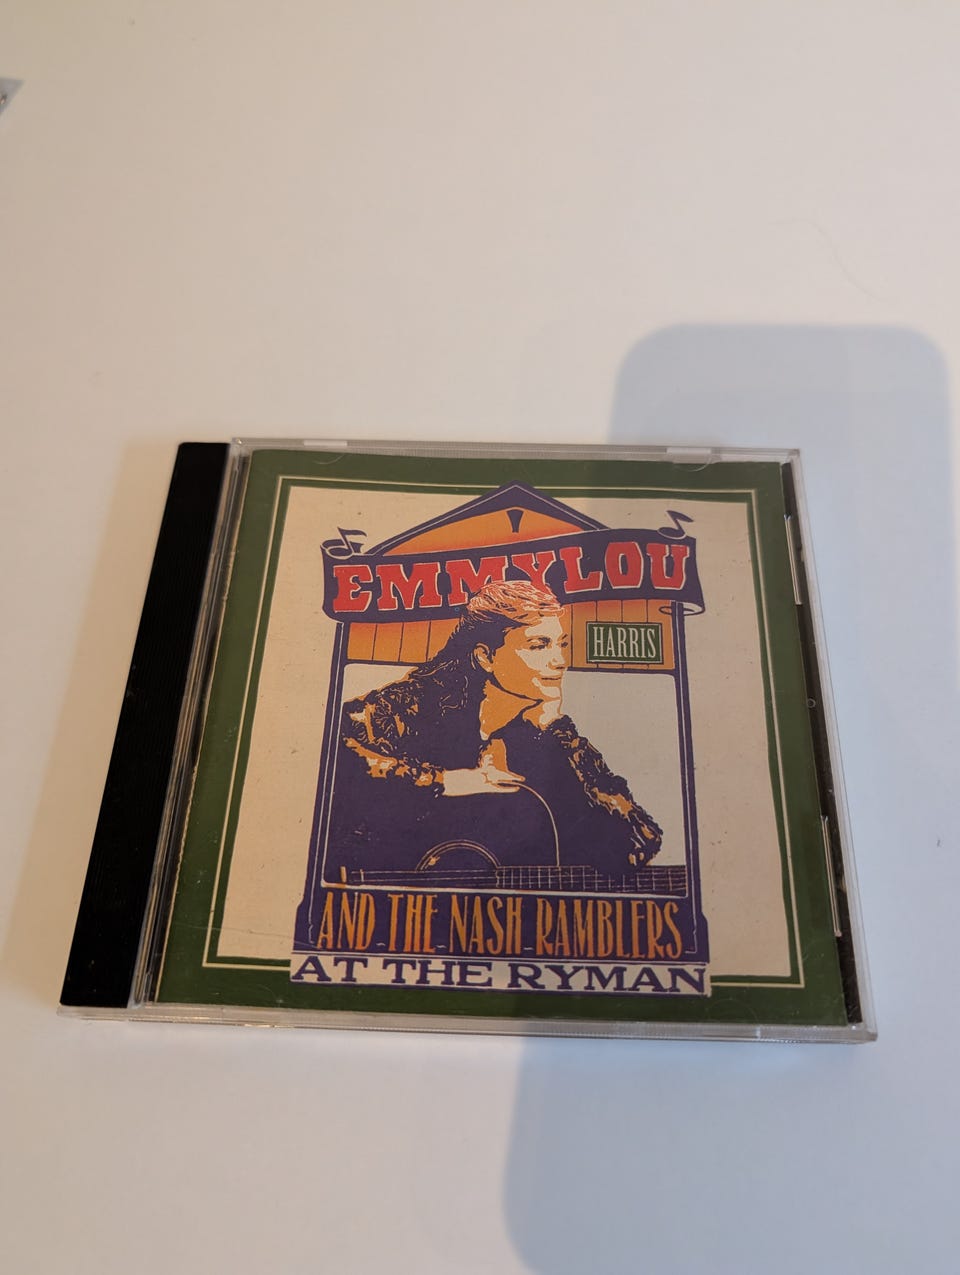 EMMYLOU
HARRIS
AND THE NASH RAMBLERS
AT THE RYMAN